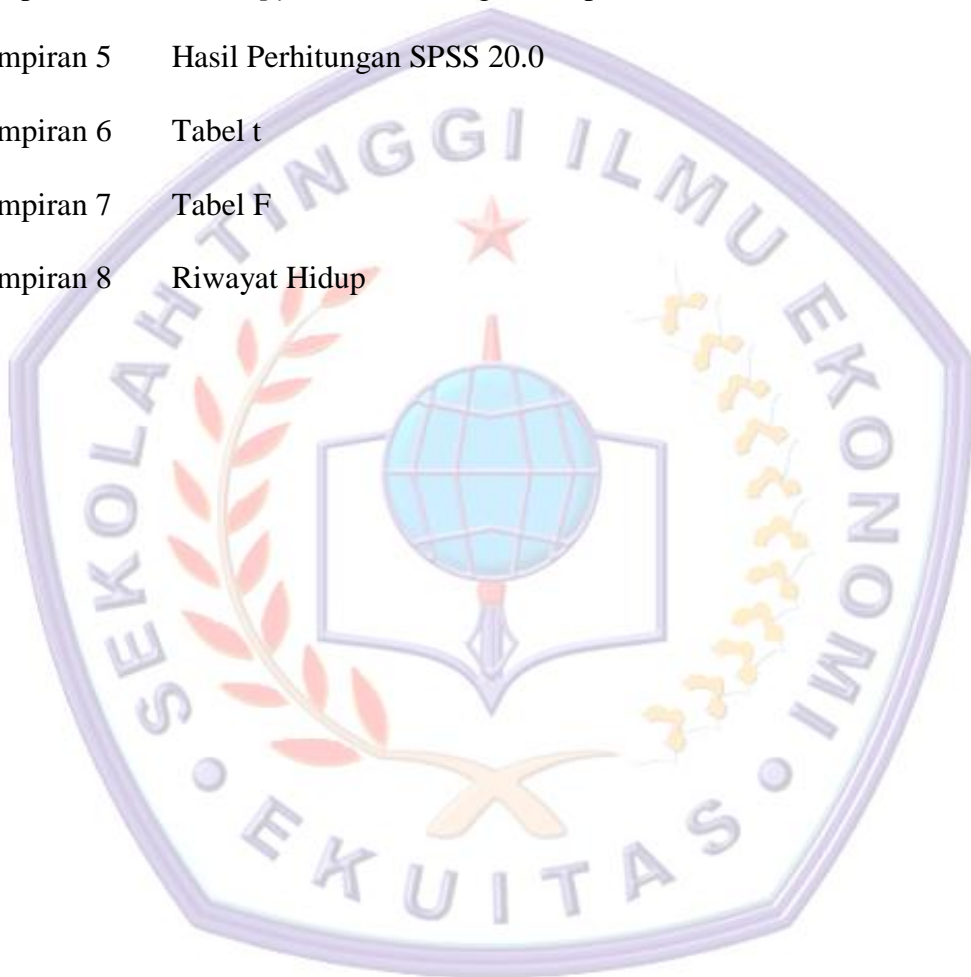 mpiran 5 Hasil Perhitungan SPSS 20.0
mpiran 6 Tabel t
mpiran 7 Tabel F
mpiran 8 Riwayat Hidup
SEKOLAH TINGGI ILMU EKONOMI
• EKUITAS •